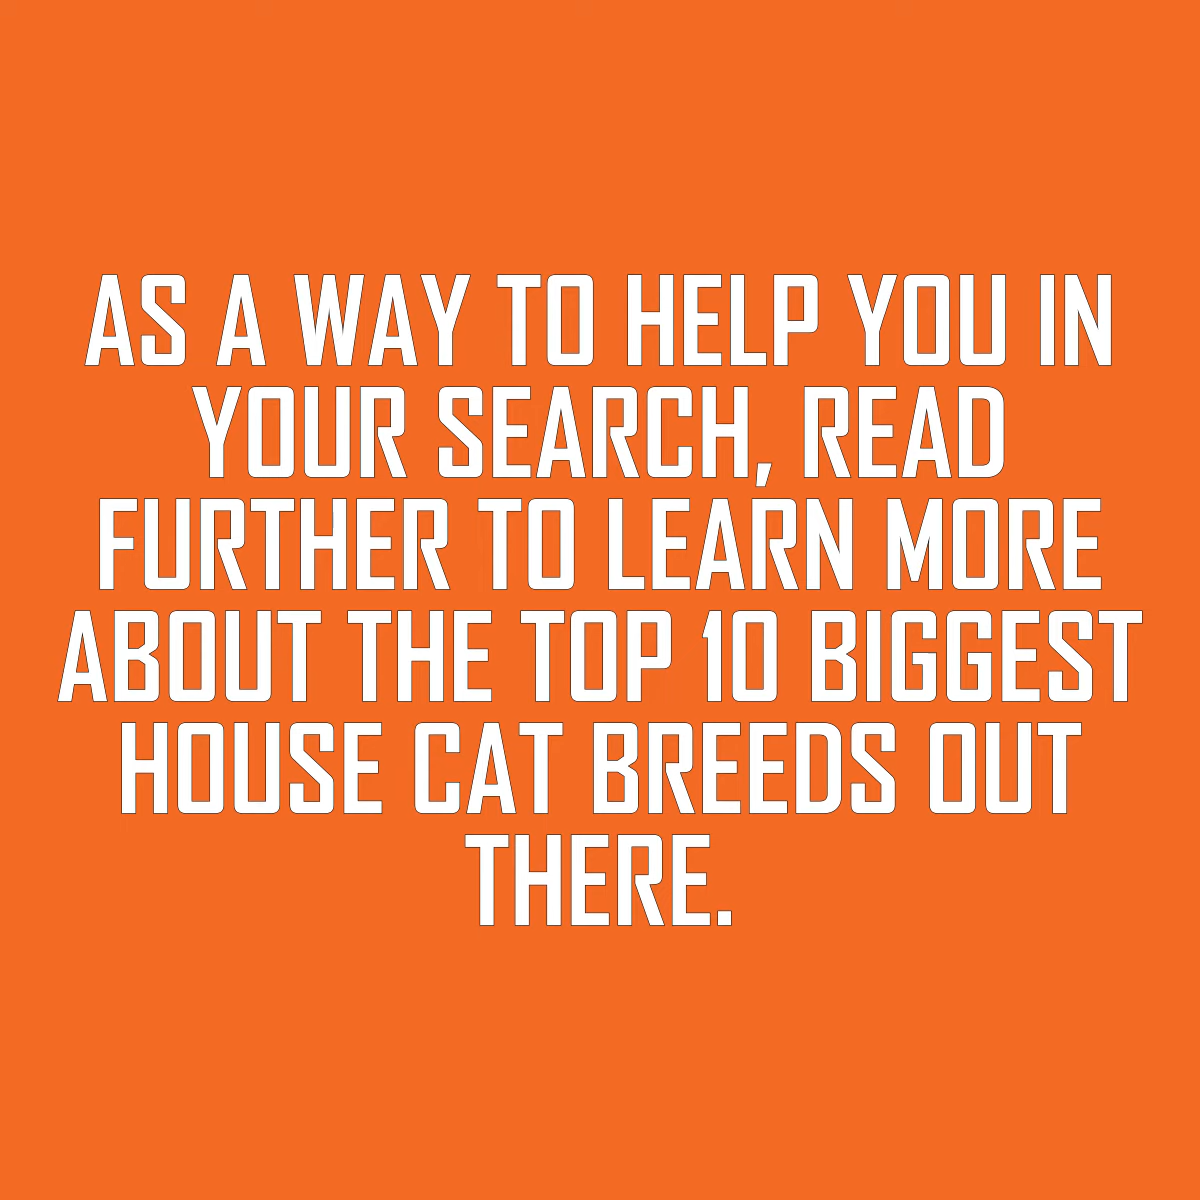 AS A WAY TO HELP YOU IN
YOUR SEARCH, READ
FURTHER TO LEARN MORE
ABOUT THE TOP 10 BIGGEST
HOUSE CAT BREEDS OUT
THERE.